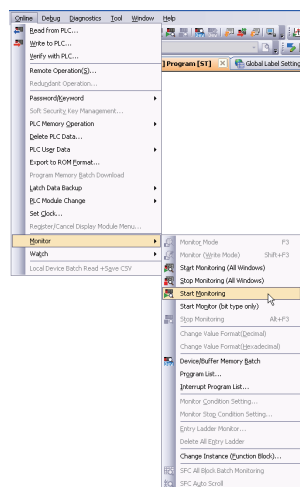 Online Debug Diagnostics Tool Window Help
Read from PLC...
Write to PLC...
Verify with PLC...
Remote Operation(S)...
Redundant Operation...
Password/Keyword
Soft Security Key Management...
PLC Memory Operation
Delete PLC Data...
PLC User Data
Export to ROM Format...
Program Memory Batch Download
Latch Data Backup
PLC Module Change
Set Clock...
Register/Cancel Display Module Menu...
Monitor
Watch
Local Device Batch Read +Save CSV
] Program [ST] Global Label Setting
Monitor Mode F3
Monitor (Write Mode) Shift+F3
Start Monitoring (All Windows)
Stop Monitoring (All Windows)
Start Monitoring
Start Monitor (bit type only)
Stop Monitoring Alt+F3
Change Value Format(Decimal)
Change Value Format(Hexadecimal)
Device/Buffer Memory Batch
Program List...
Interrupt Program List...
Monitor Condition Setting...
Monitor Stop Condition Setting...
Entry Ladder Monitor...
Delete All Entry Ladder
Change Instance (Function Block)...
SFC All Block Batch Monitoring
SFC Auto Scroll